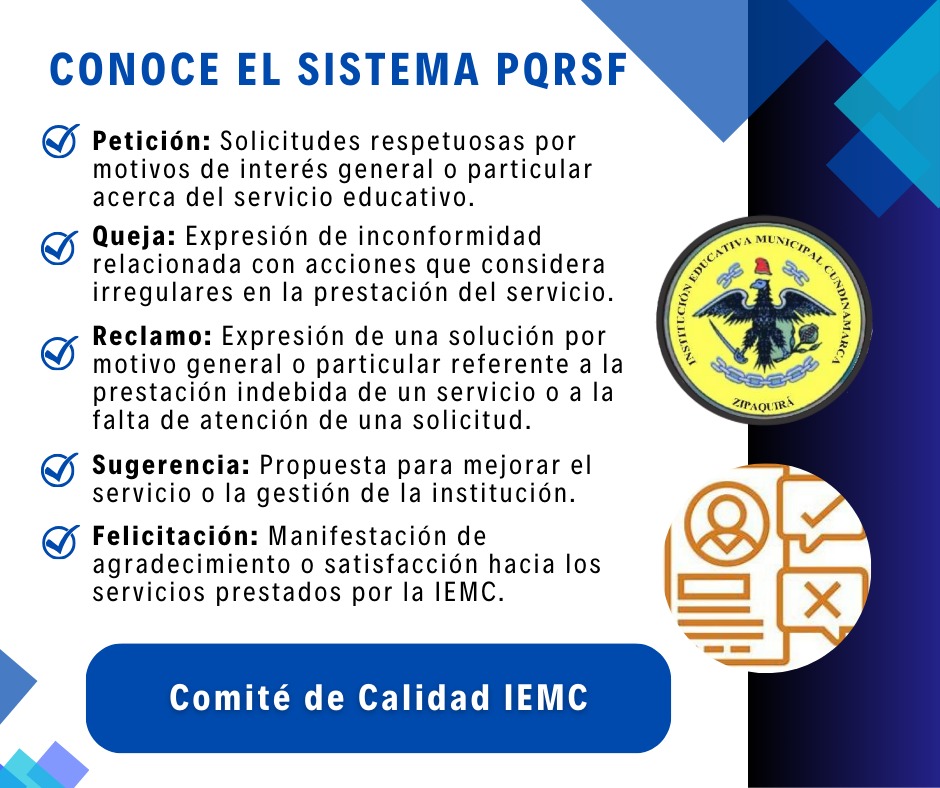 CONOCE EL SISTEMA PQRSF
Petición: Solicitudes respetuosas por
motivos de interés general o particular
acerca del servicio educativo.
Queja: Expresión de inconformidad
relacionada con acciones que considera
irregulares en la prestación del servicio.
Reclamo: Expresión de una solución por
motivo general o particular referente a la
prestación indebida de un servicio o a la
falta de atención de una solicitud.
Sugerencia: Propuesta para mejorar el
servicio o la gestión de la institución.
Felicitación: Manifestación de
agradecimiento o satisfacción hacia los
servicios prestados por la IEMC.
INSTITUCIÓN EDUCATIVA MUNICIPAL CUNDINAMARCA
ZIPAQUIRÁ
Comité de Calidad IEMC